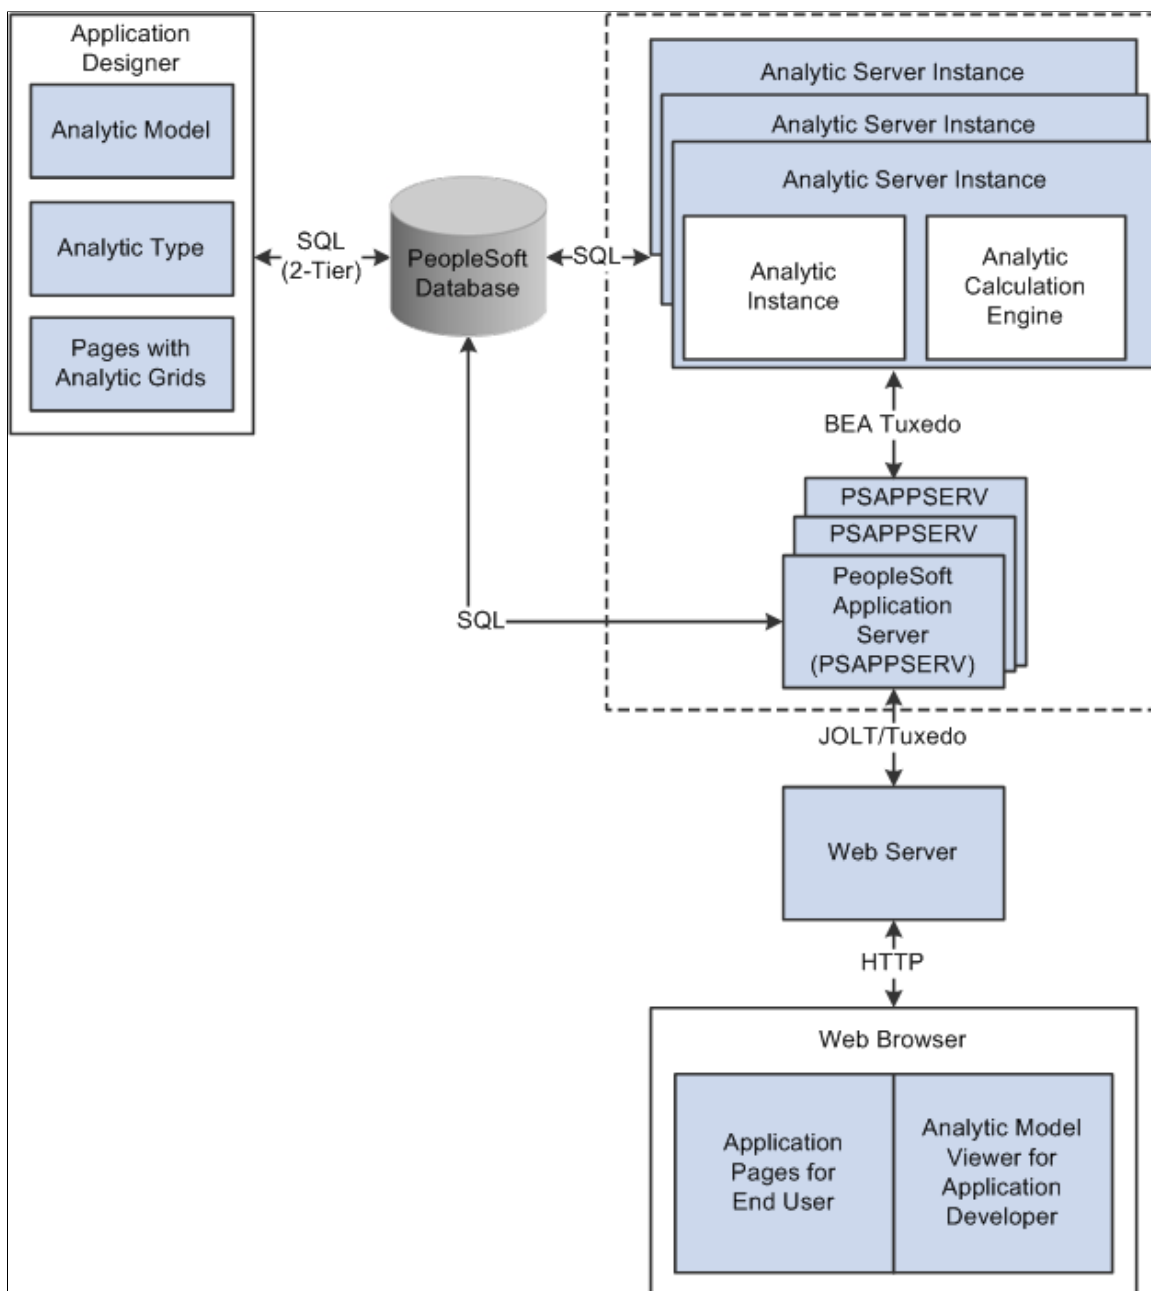 Application
Designer
Analytic Model
Analytic Type
Pages with
Analytic Grids
SQL
(2-Tier)
PeopleSoft
Database
SQL
Analytic Server Instance
Analytic Server Instance
Analytic Server Instance
Analytic
Instance
Analytic
Calculation
Engine
BEA Tuxedo
PSAPPSERV
PSAPPSERV
PeopleSoft
Application
Server
(PSAPPSERV)
SQL
JOLT/Tuxedo
Web Server
HTTP
Web Browser
Application
Pages for
End User
Analytic Model
Viewer for
Application
Developer